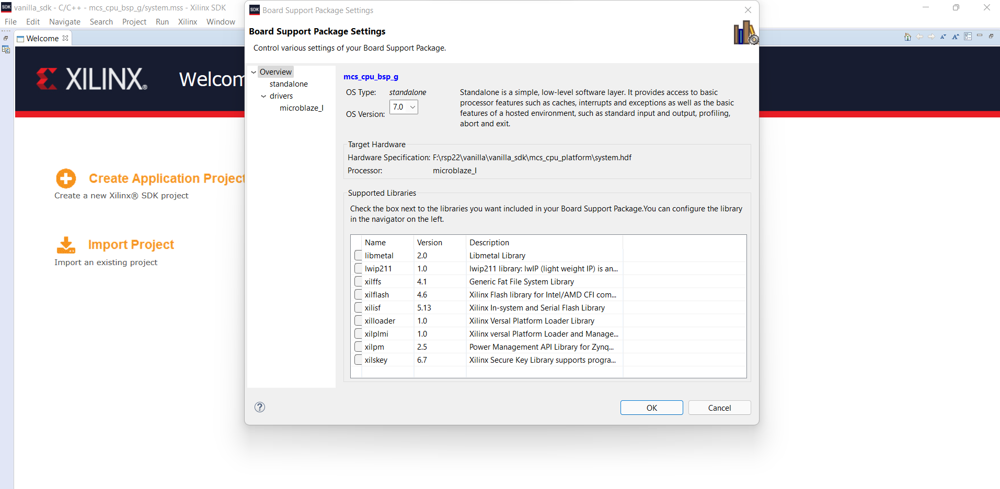 vanilla_sdk - C/C++ - mcs_cpu_bsp_g/system.mss - Xilinx SDK
File Edit Navigate Search Project Run Xilinx Window
Welcome
XILINX®
Welcom
Create Application Project
Create a new Xilinx® SDK project
Import Project
Import an existing project
SDK Board Support Package Settings
Board Support Package Settings
Control various settings of your Board Support Package.
Overview
standalone
drivers
microblaze_I
mcs_cpu_bsp_g
OS Type: standalone
OS Version: 7.0
Standalone is a simple, low-level software layer. It provides access to basic
processor features such as caches, interrupts and exceptions as well as the basic
features of a hosted environment, such as standard input and output, profiling,
abort and exit.
Target Hardware
Hardware Specification: F:\rsp22\vanilla\vanilla_sdk\mcs_cpu_platform\system.hdf
Processor: microblaze_I
Supported Libraries
Check the box next to the libraries you want included in your Board Support Package.You can configure the library
in the navigator on the left.
Name Version Description
libmetal 2.0 Libmetal Library
lwip211 1.0 lwip211 library: lwIP (light weight IP) is an...
xilffs 4.1 Generic Fat File System Library
xilflash 4.6 Xilinx Flash library for Intel/AMD CFI com...
xilisf 5.13 Xilinx In-system and Serial Flash Library
xilloader 1.0 Xilinx Versal Platform Loader Library
xilplmi 1.0 Xilinx versal Platform Loader and Manage...
xilpm 2.5 Power Management API Library for Zynq...
xilskey 6.7 Xilinx Secure Key Library supports progra...
OK Cancel